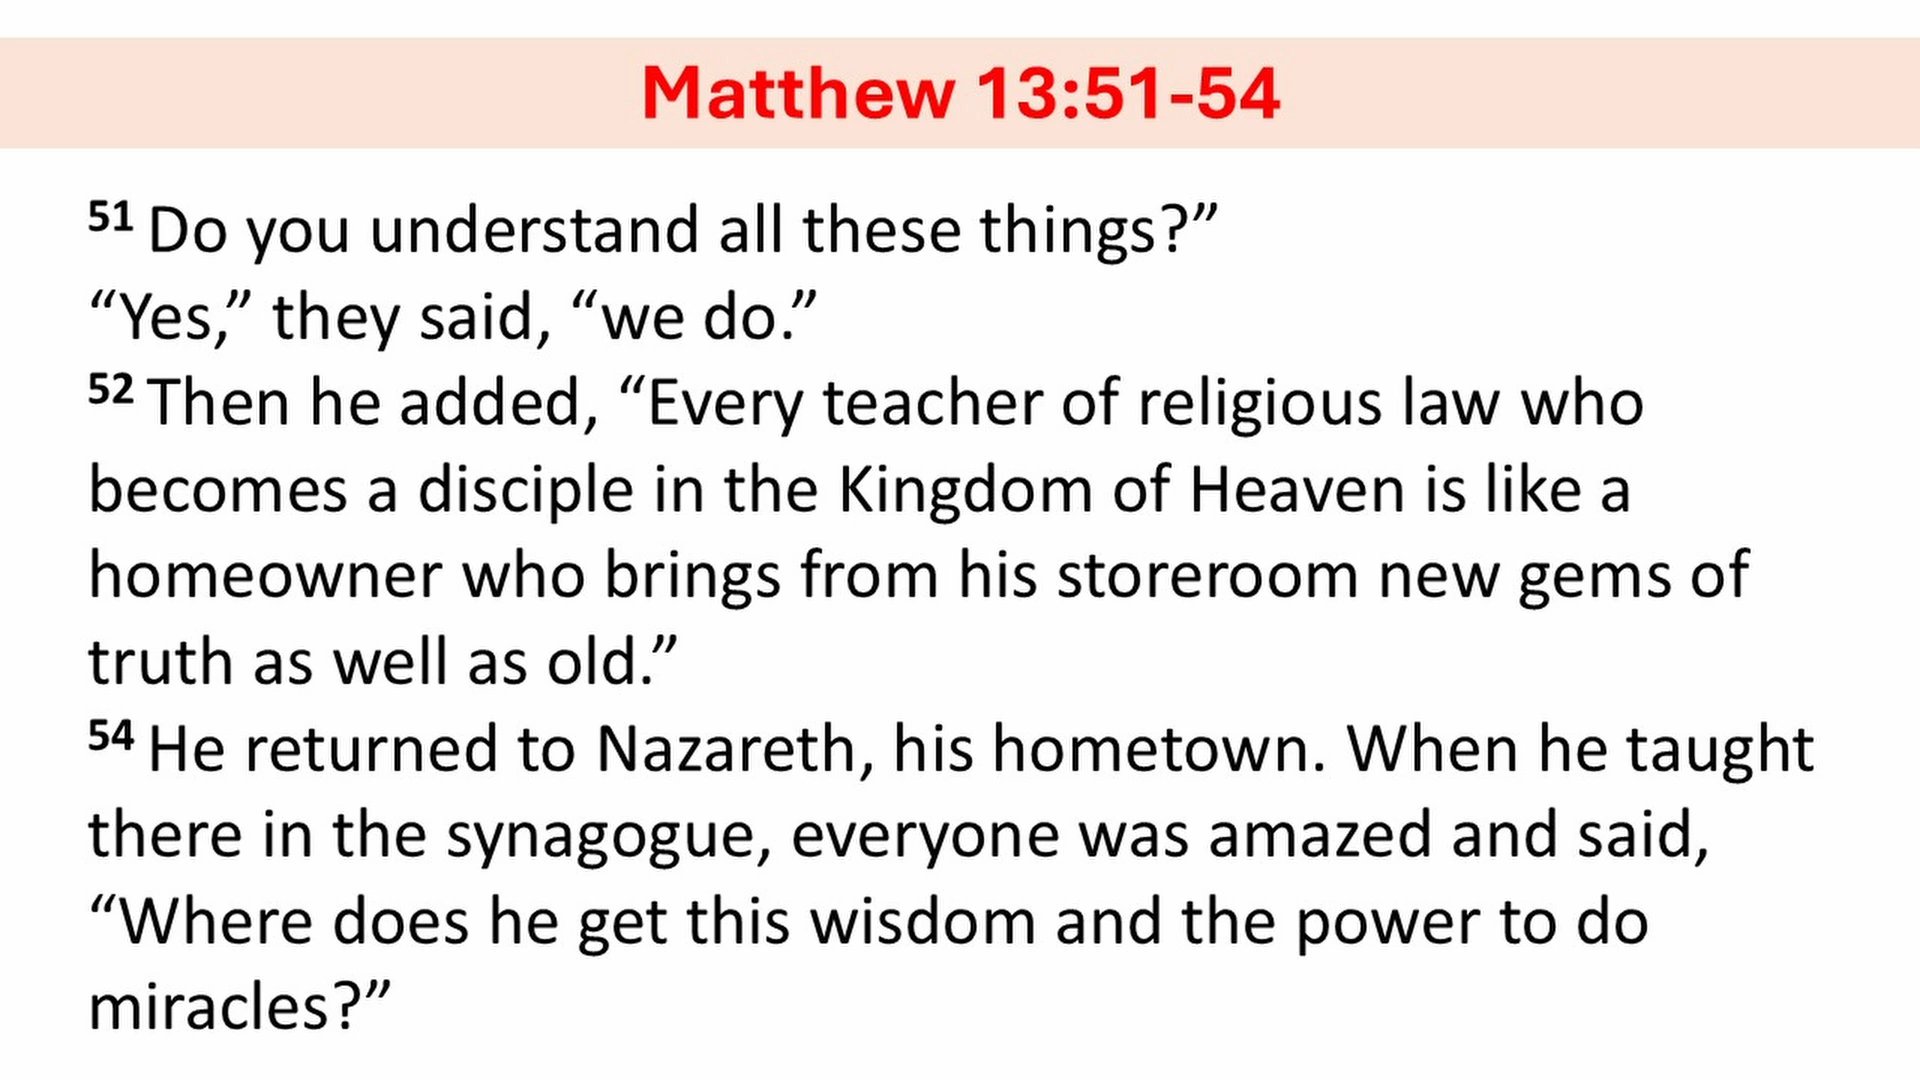 Matthew 13:51-54
51 Do you understand all these things?”
“Yes,” they said, “we do.”
52 Then he added, “Every teacher of religious law who
becomes a disciple in the Kingdom of Heaven is like a
homeowner who brings from his storeroom new gems of
truth as well as old.”
54 He returned to Nazareth, his hometown. When he taught
there in the synagogue, everyone was amazed and said,
“Where does he get this wisdom and the power to do
miracles?”